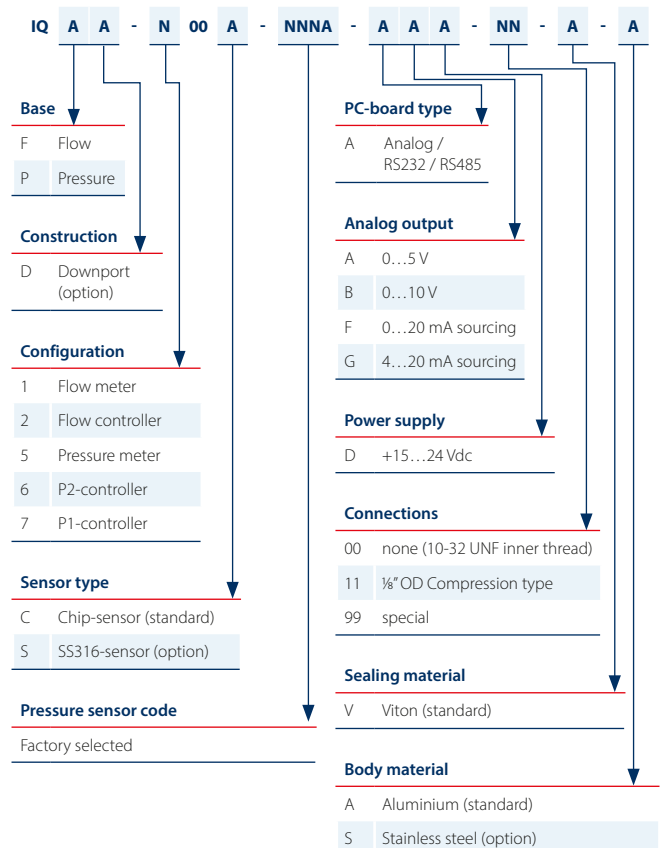 IQ A A - N 00 A - NNNA - A A A - NN - A - A
Base
F Flow
P Pressure
Construction
D Downport
(option)
Configuration
1 Flow meter
2 Flow controller
5 Pressure meter
6 P2-controller
7 P1-controller
Sensor type
C Chip-sensor (standard)
S SS316-sensor (option)
Pressure sensor code
Factory selected
PC-board type
A Analog /
RS232 / RS485
Analog output
A 0…5 V
B 0…10 V
F 0…20 mA sourcing
G 4…20 mA sourcing
Power supply
D +15…24 Vdc
Connections
00 none (10-32 UNF inner thread)
11 ⅛” OD Compression type
99 special
Sealing material
V Viton (standard)
Body material
A Aluminium (standard)
S Stainless steel (option)